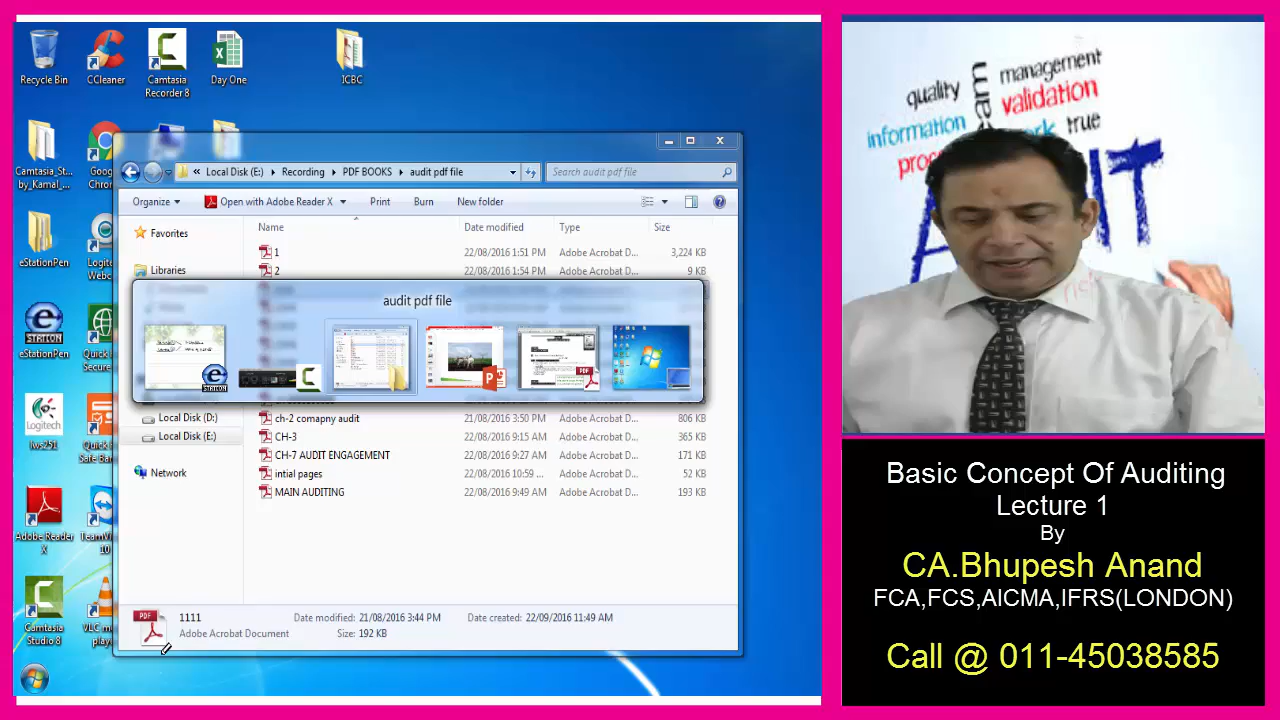 Recycle Bin
CCleaner
Camtasia Recorder 8
Day One
ICBC
Camtasia_St...
by_Kamal_...
eStationPen
eStationPen
lws251
Adobe Reader X
Camtasia Studio 8
Local Disk (E:)
Recording
PDF BOOKS
audit pdf file
Search audit pdf file
Organize
Open with Adobe Reader X
Print
Burn
New folder
Name
Date modified
Type
Size
Favorites
1
22/08/2016 1:51 PM
Adobe Acrobat D...
3,224 KB
Libraries
2
22/08/2016 1:54 PM
Adobe Acrobat D...
9 KB
audit pdf file
STATION
Local Disk (D:)
ch-2 comapny audit
21/08/2016 3:50 PM
Adobe Acrobat D...
806 KB
Local Disk (E:)
CH-3
22/08/2016 9:15 AM
Adobe Acrobat D...
365 KB
CH-7 AUDIT ENGAGEMENT
22/08/2016 9:27 AM
Adobe Acrobat D...
171 KB
Network
intial pages
22/08/2016 10:59 ...
Adobe Acrobat D...
52 KB
MAIN AUDITING
22/08/2016 9:49 AM
Adobe Acrobat D...
193 KB
PDF
1111
Date modified: 21/08/2016 3:44 PM
Date created: 22/09/2016 11:49 AM
Adobe Acrobat Document
Size: 192 KB
quality
management
validation
information
true
Basic Concept Of Auditing
Lecture 1
By
CA.Bhupesh Anand
FCA,FCS,AICMA,IFRS(LONDON)
Call @ 011-45038585